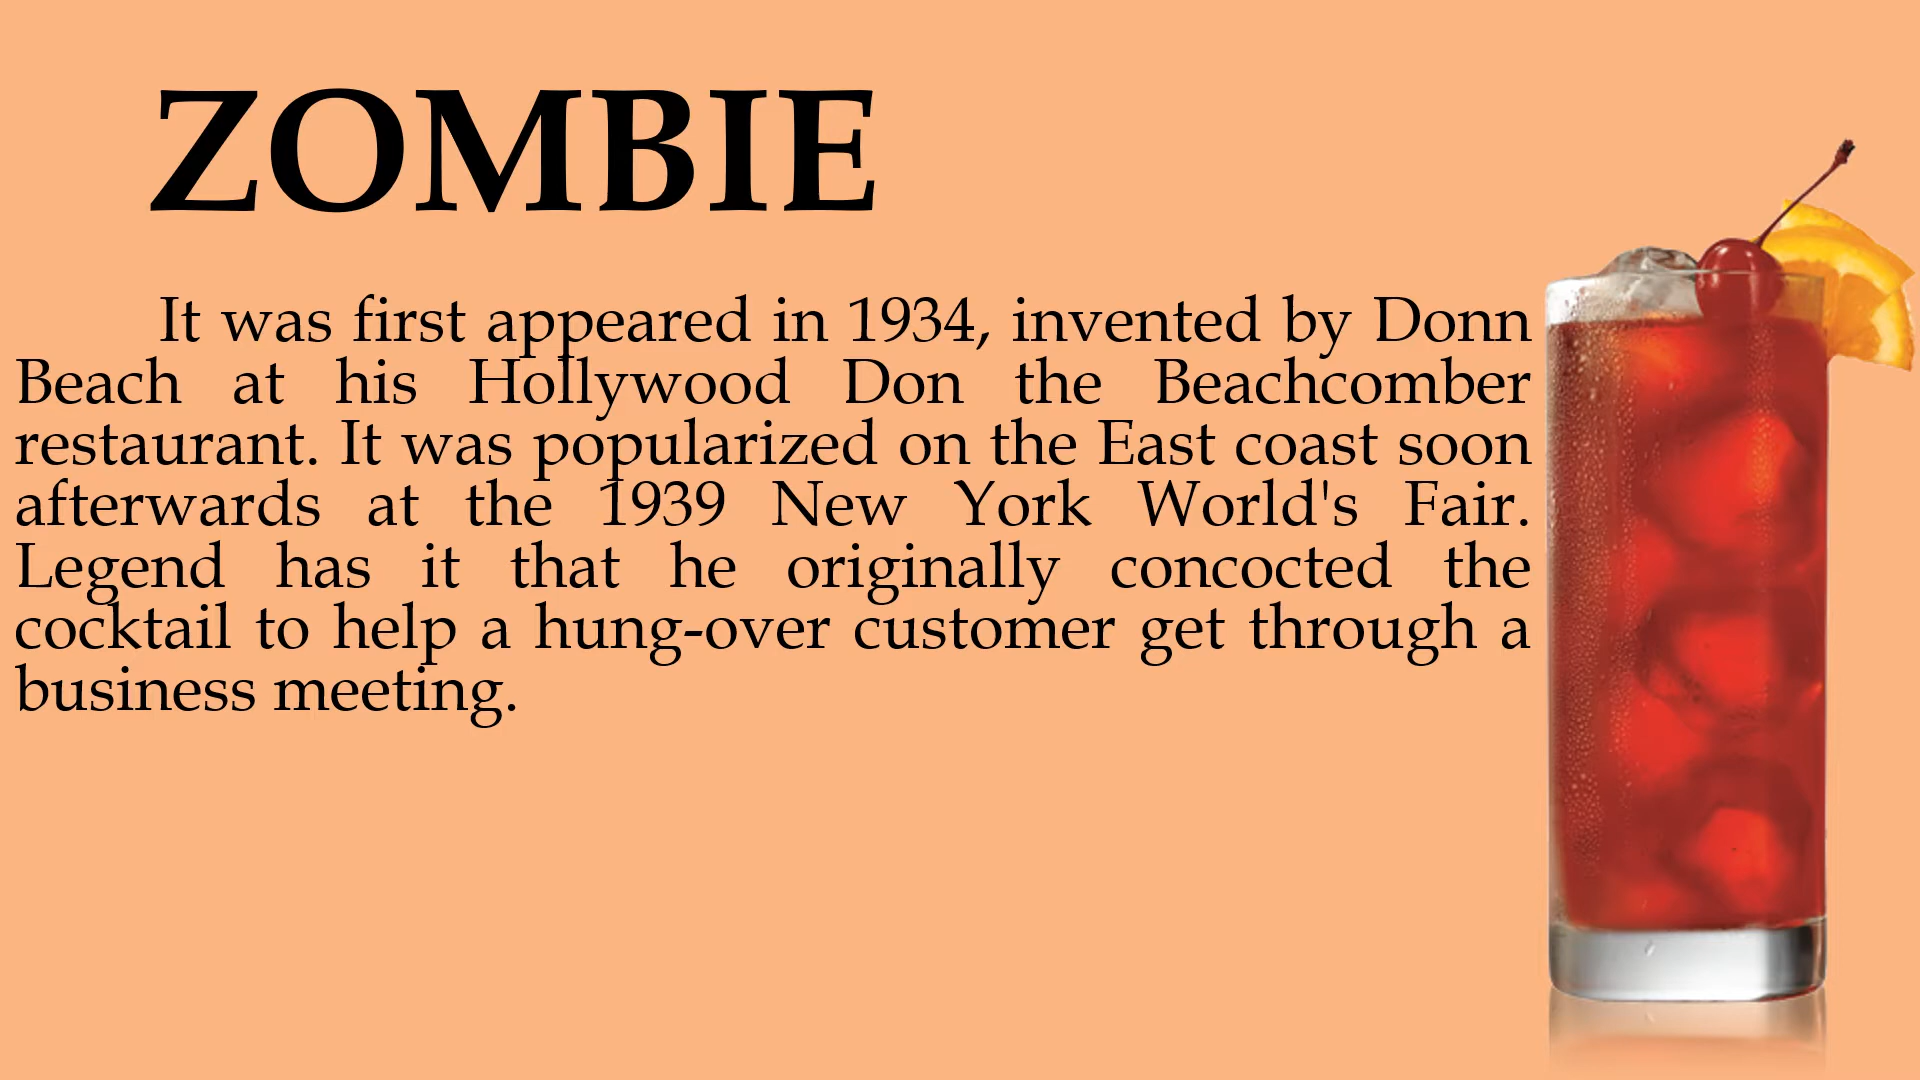 ZOMBIE
It was first appeared in 1934, invented by Donn
Beach at his Hollywood Don the Beachcomber
restaurant. It was popularized on the East coast soon
afterwards at the 1939 New York World's Fair.
Legend has it that he originally concocted the
cocktail to help a hung-over customer get through a
business meeting.